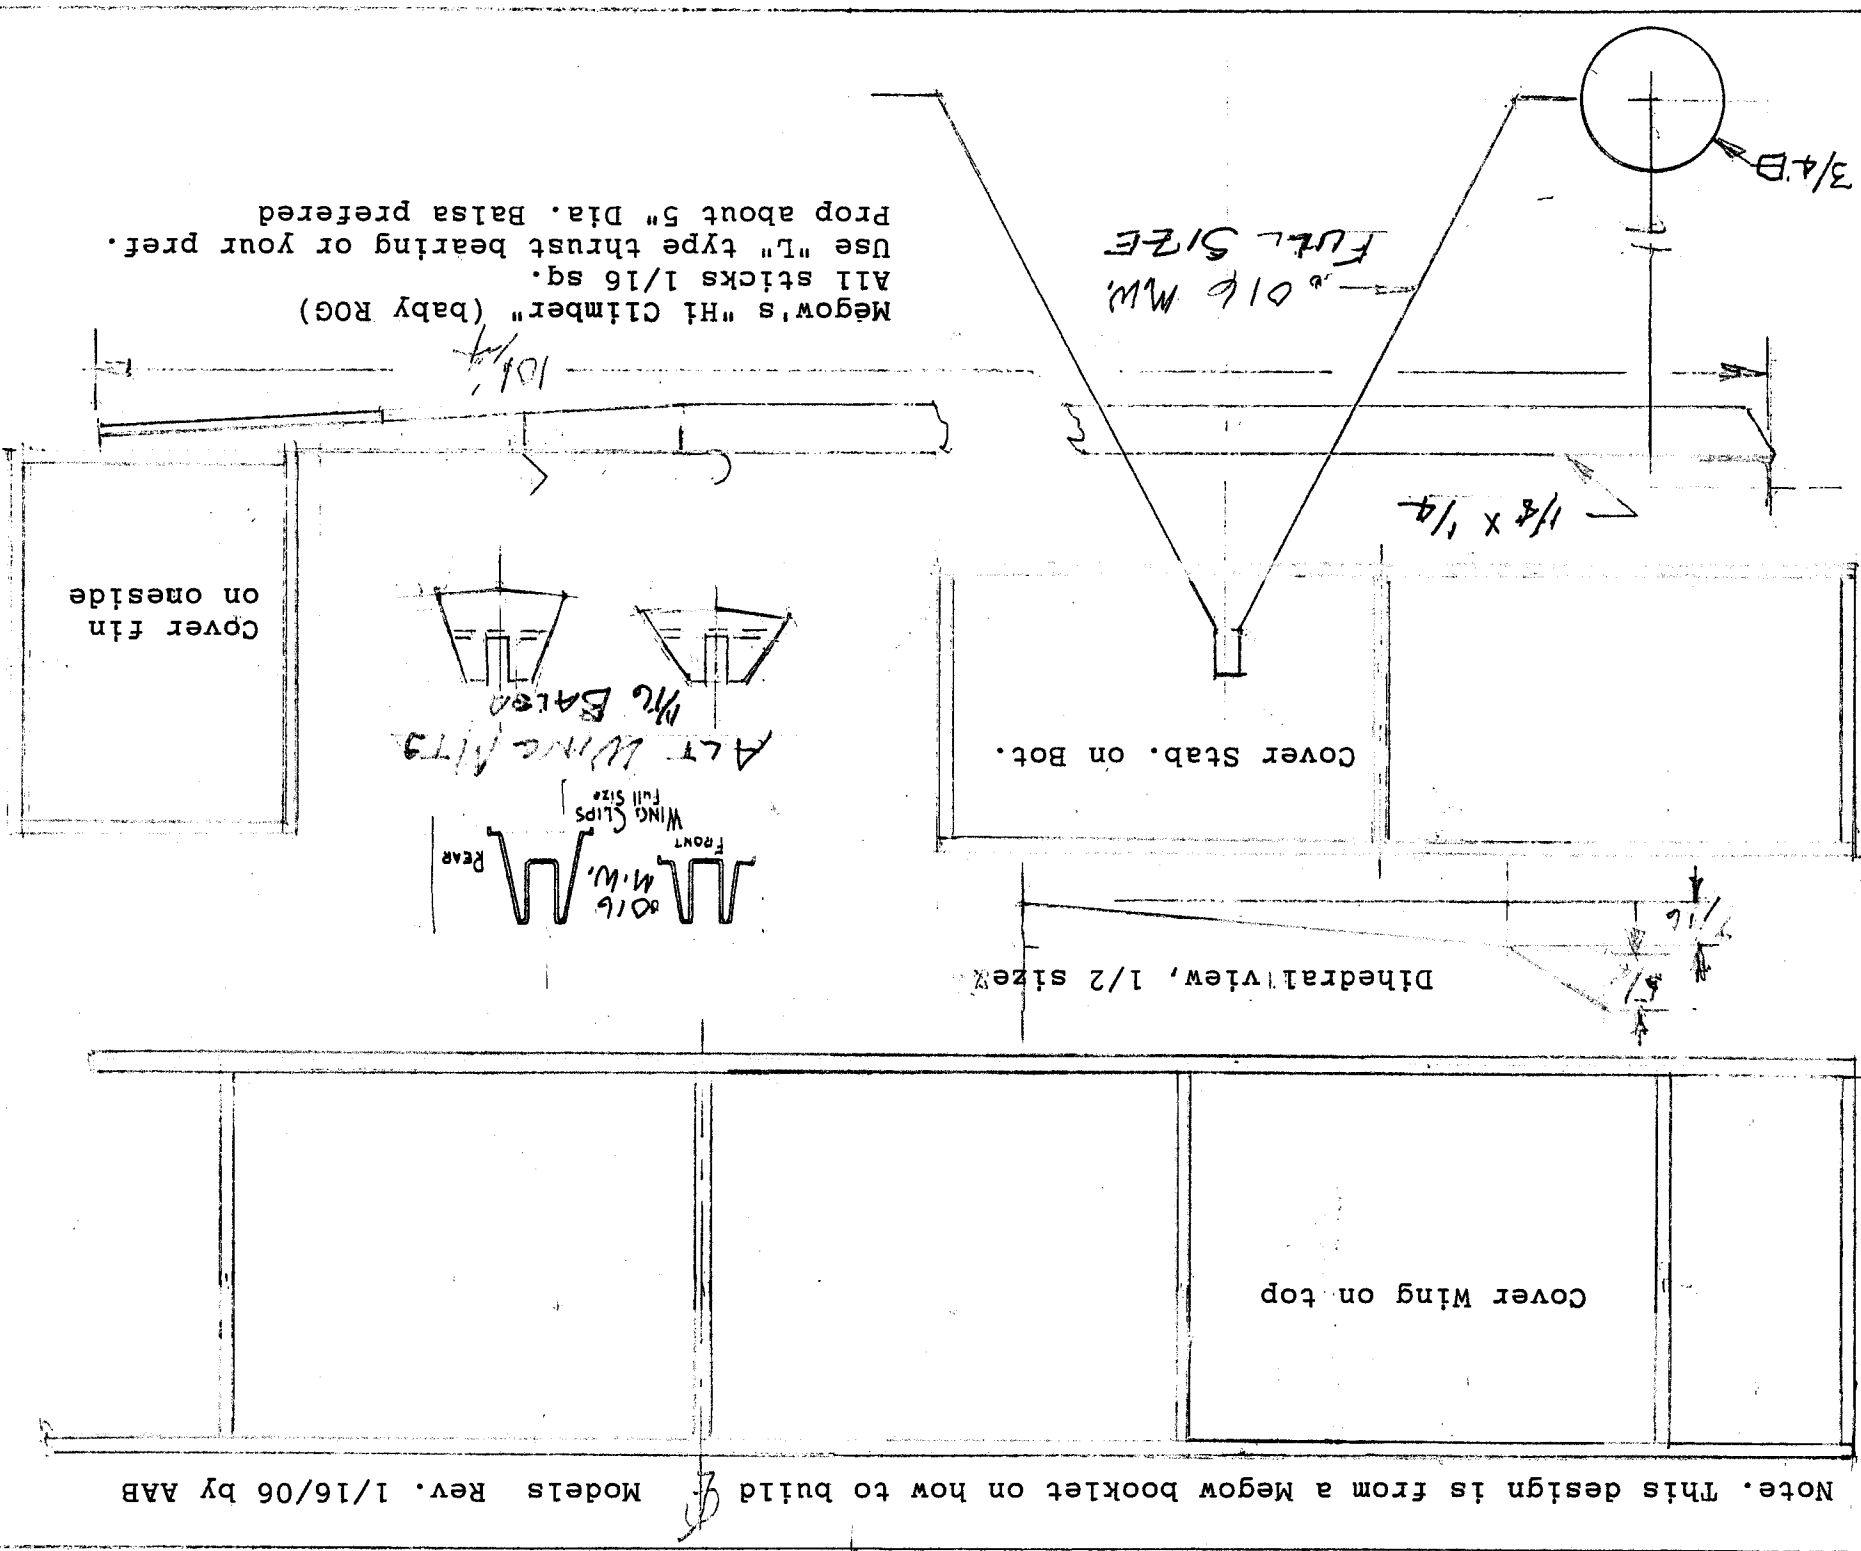 Note. This design is from a Megow booklet on how to build Models Rev. 1/16/06 by AAB
Cover Wing on top
Dihedral view, 1/2 size
7/16
WING CLIPS
Full Size
FRONT
REAR
.016
M.W.
Cover Stab. on Bot.
ALT WING MTS
1/16 BALSA
Cover fin
on oneside
1/8 x 1/4
10 1/4"
Megow's "Hi Climber" (baby ROG)
All sticks 1/16 sq.
Use "L" type thrust bearing or your pref.
Prop about 5" Dia. Balsa prefered
.016 M.W.
FULL SIZE